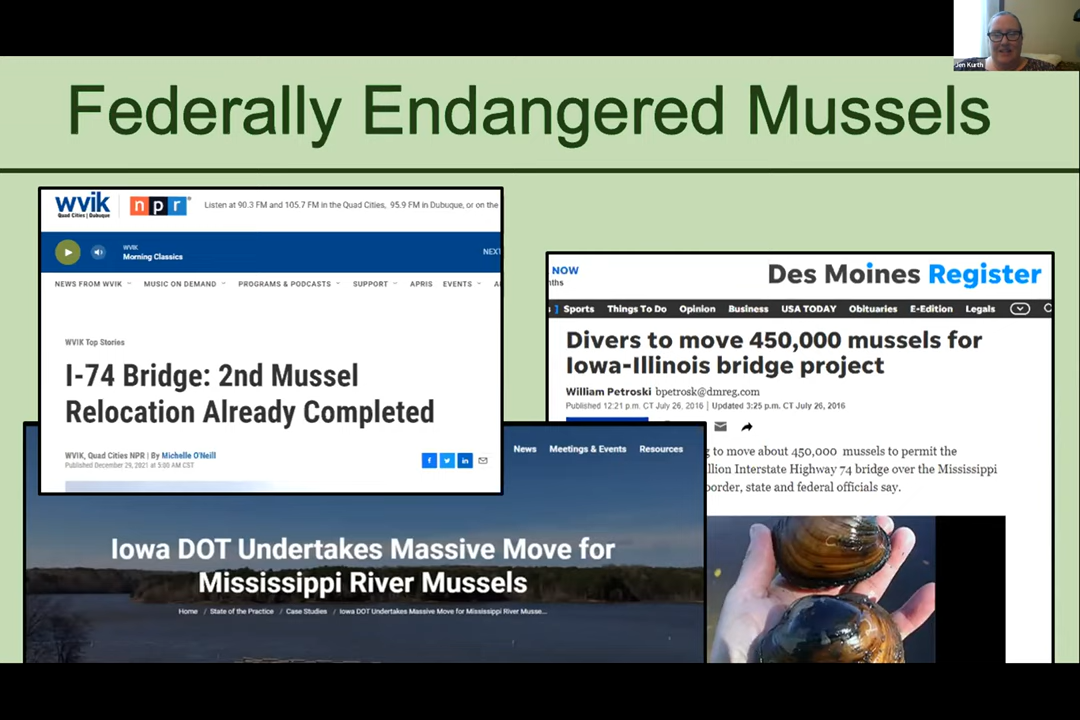 Jen Kurth
Federally Endangered Mussels
wvik
Quad Cities | Dubuque
npr
Listen at 90.3 FM and 105.7 FM in the Quad Cities, 95.9 FM in Dubuque, or on the
WVIK
Morning Classics
NEXT
NEWS FROM WVIK MUSIC ON DEMAND PROGRAMS & PODCASTS SUPPORT APRIS EVENTS
WVIK Top Stories
I-74 Bridge: 2nd Mussel
Relocation Already Completed
WVIK, Quad Cities NPR | By Michelle O'Neill
Published December 29, 2021 at 5:00 AM CST
NOW
Des Moines Register
Sports Things To Do Opinion Business USA TODAY Obituaries E-Edition Legals
Divers to move 450,000 mussels for
Iowa-Illinois bridge project
William Petroski bpetrosk@dmreg.com
Published 12:21 p.m. CT July 26, 2016 | Updated 3:25 p.m. CT July 26, 2016
to move about 450,000 mussels to permit the
Interstate Highway 74 bridge over the Mississippi
border, state and federal officials say.
News Meetings & Events Resources
Iowa DOT Undertakes Massive Move for
Mississippi River Mussels
Home / State of the Practice / Case Studies / Iowa DOT Undertakes Massive Move for Mississippi River Musse...